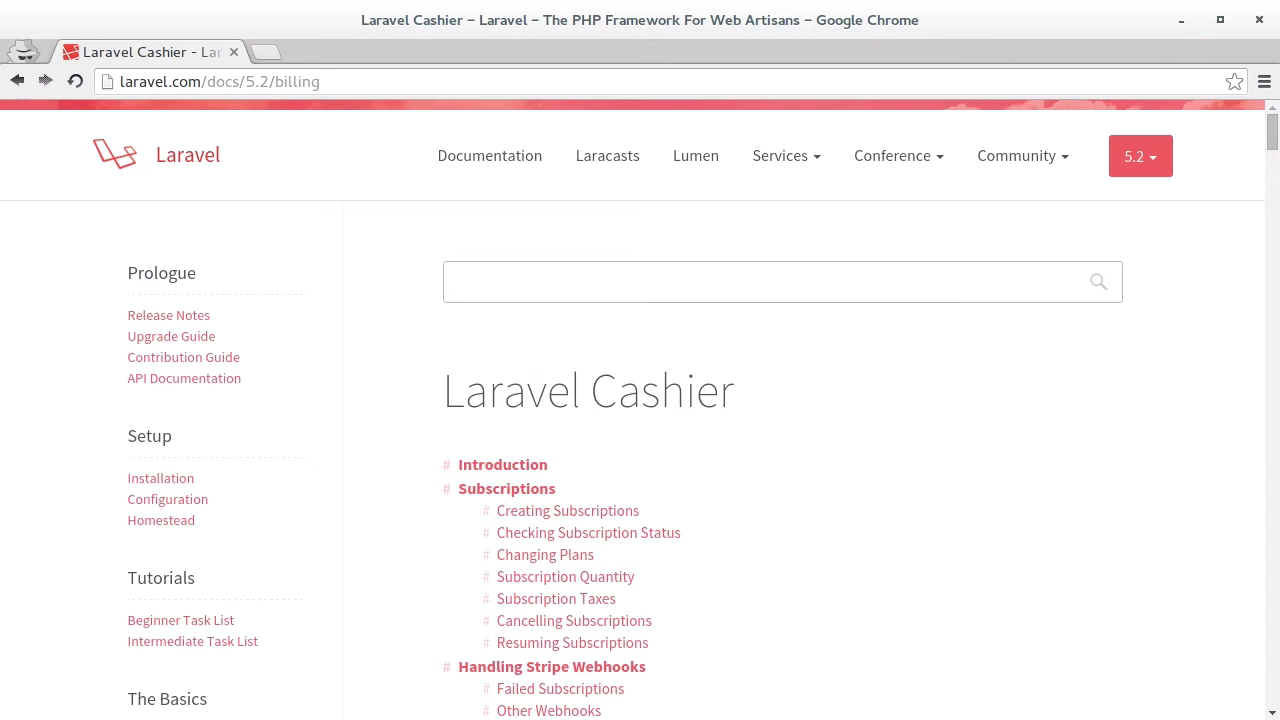 Laravel Cashier – Laravel – The PHP Framework For Web Artisans – Google Chrome
Laravel Cashier - Lar
laravel.com/docs/5.2/billing
Laravel
Documentation
Laracasts
Lumen
Services
Conference
Community
5.2
Prologue
Release Notes
Upgrade Guide
Contribution Guide
API Documentation
Setup
Installation
Configuration
Homestead
Tutorials
Beginner Task List
Intermediate Task List
The Basics
Laravel Cashier
# Introduction
# Subscriptions
# Creating Subscriptions
# Checking Subscription Status
# Changing Plans
# Subscription Quantity
# Subscription Taxes
# Cancelling Subscriptions
# Resuming Subscriptions
# Handling Stripe Webhooks
# Failed Subscriptions
# Other Webhooks